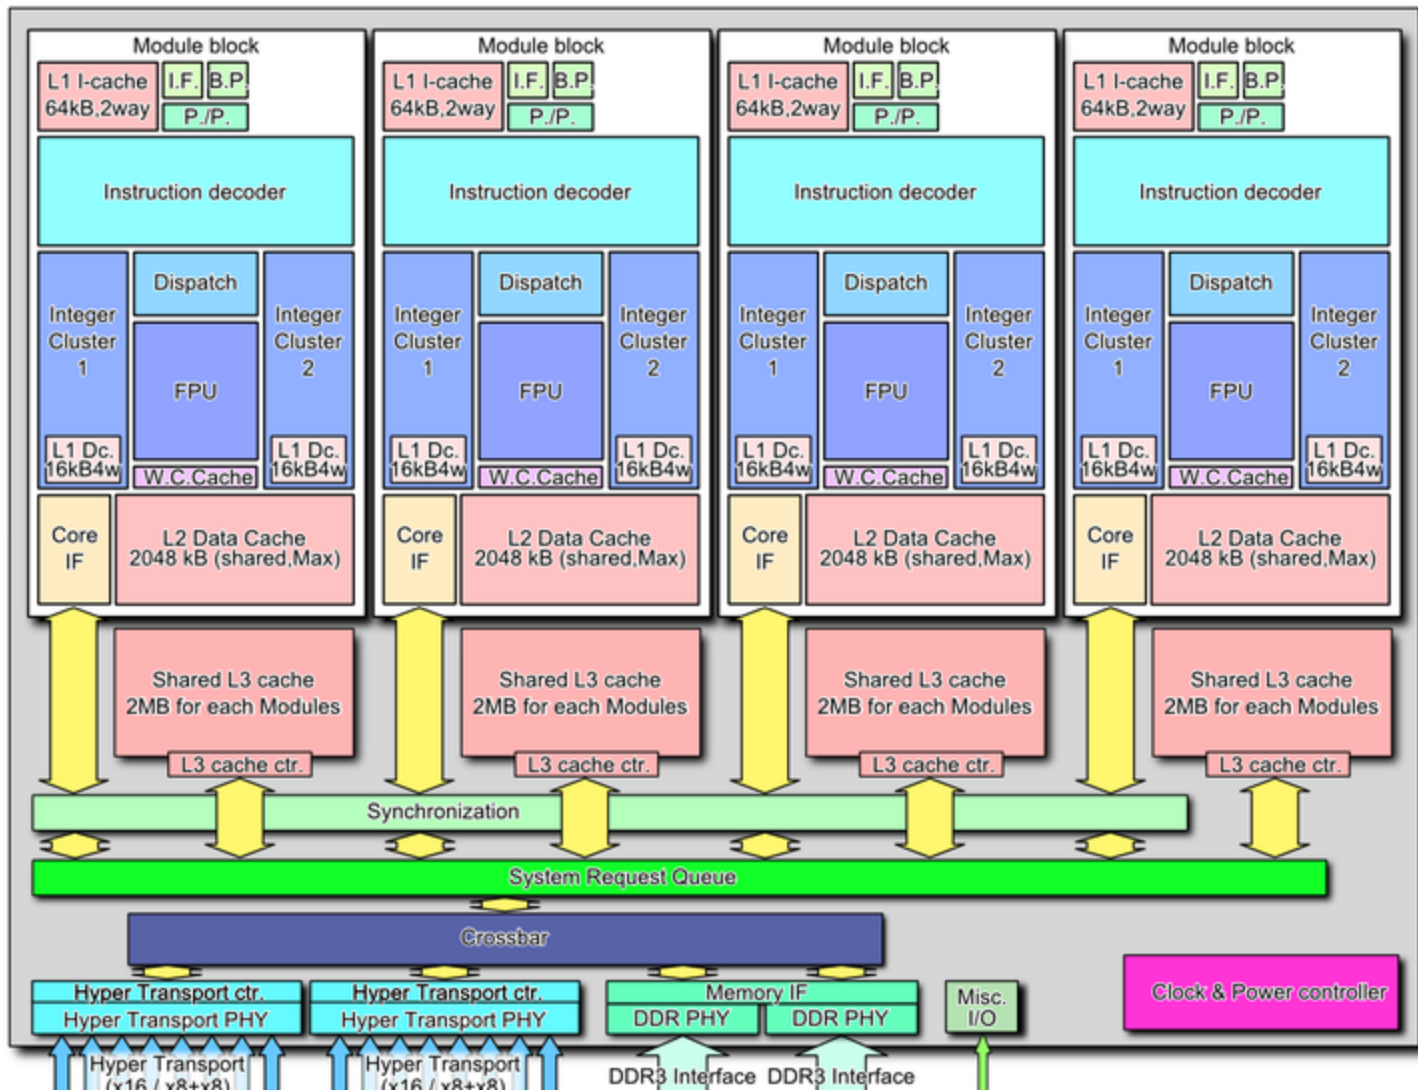 Module block
L1 I-cache
64kB,2way
I.F.
B.P.
P./P.
Instruction decoder
Integer
Cluster
1
Dispatch
FPU
Integer
Cluster
2
L1 Dc.
16kB4w
W.C.Cache
L1 Dc.
16kB4w
Core
IF
L2 Data Cache
2048 kB (shared,Max)
Module block
L1 I-cache
64kB,2way
I.F.
B.P.
P./P.
Instruction decoder
Integer
Cluster
1
Dispatch
FPU
Integer
Cluster
2
L1 Dc.
16kB4w
W.C.Cache
L1 Dc.
16kB4w
Core
IF
L2 Data Cache
2048 kB (shared,Max)
Module block
L1 I-cache
64kB,2way
I.F.
B.P.
P./P.
Instruction decoder
Integer
Cluster
1
Dispatch
FPU
Integer
Cluster
2
L1 Dc.
16kB4w
W.C.Cache
L1 Dc.
16kB4w
Core
IF
L2 Data Cache
2048 kB (shared,Max)
Module block
L1 I-cache
64kB,2way
I.F.
B.P.
P./P.
Instruction decoder
Integer
Cluster
1
Dispatch
FPU
Integer
Cluster
2
L1 Dc.
16kB4w
W.C.Cache
L1 Dc.
16kB4w
Core
IF
L2 Data Cache
2048 kB (shared,Max)
Shared L3 cache
2MB for each Modules
L3 cache ctr.
Shared L3 cache
2MB for each Modules
L3 cache ctr.
Shared L3 cache
2MB for each Modules
L3 cache ctr.
Shared L3 cache
2MB for each Modules
L3 cache ctr.
Synchronization
System Request Queue
Crossbar
Hyper Transport ctr.
Hyper Transport PHY
Hyper Transport ctr.
Hyper Transport PHY
Memory IF
DDR PHY
DDR PHY
Misc.
I/O
Clock & Power controller
Hyper Transport
(x16 / x8+x8)
Hyper Transport
(x16 / x8+x8)
DDR3 Interface
DDR3 Interface